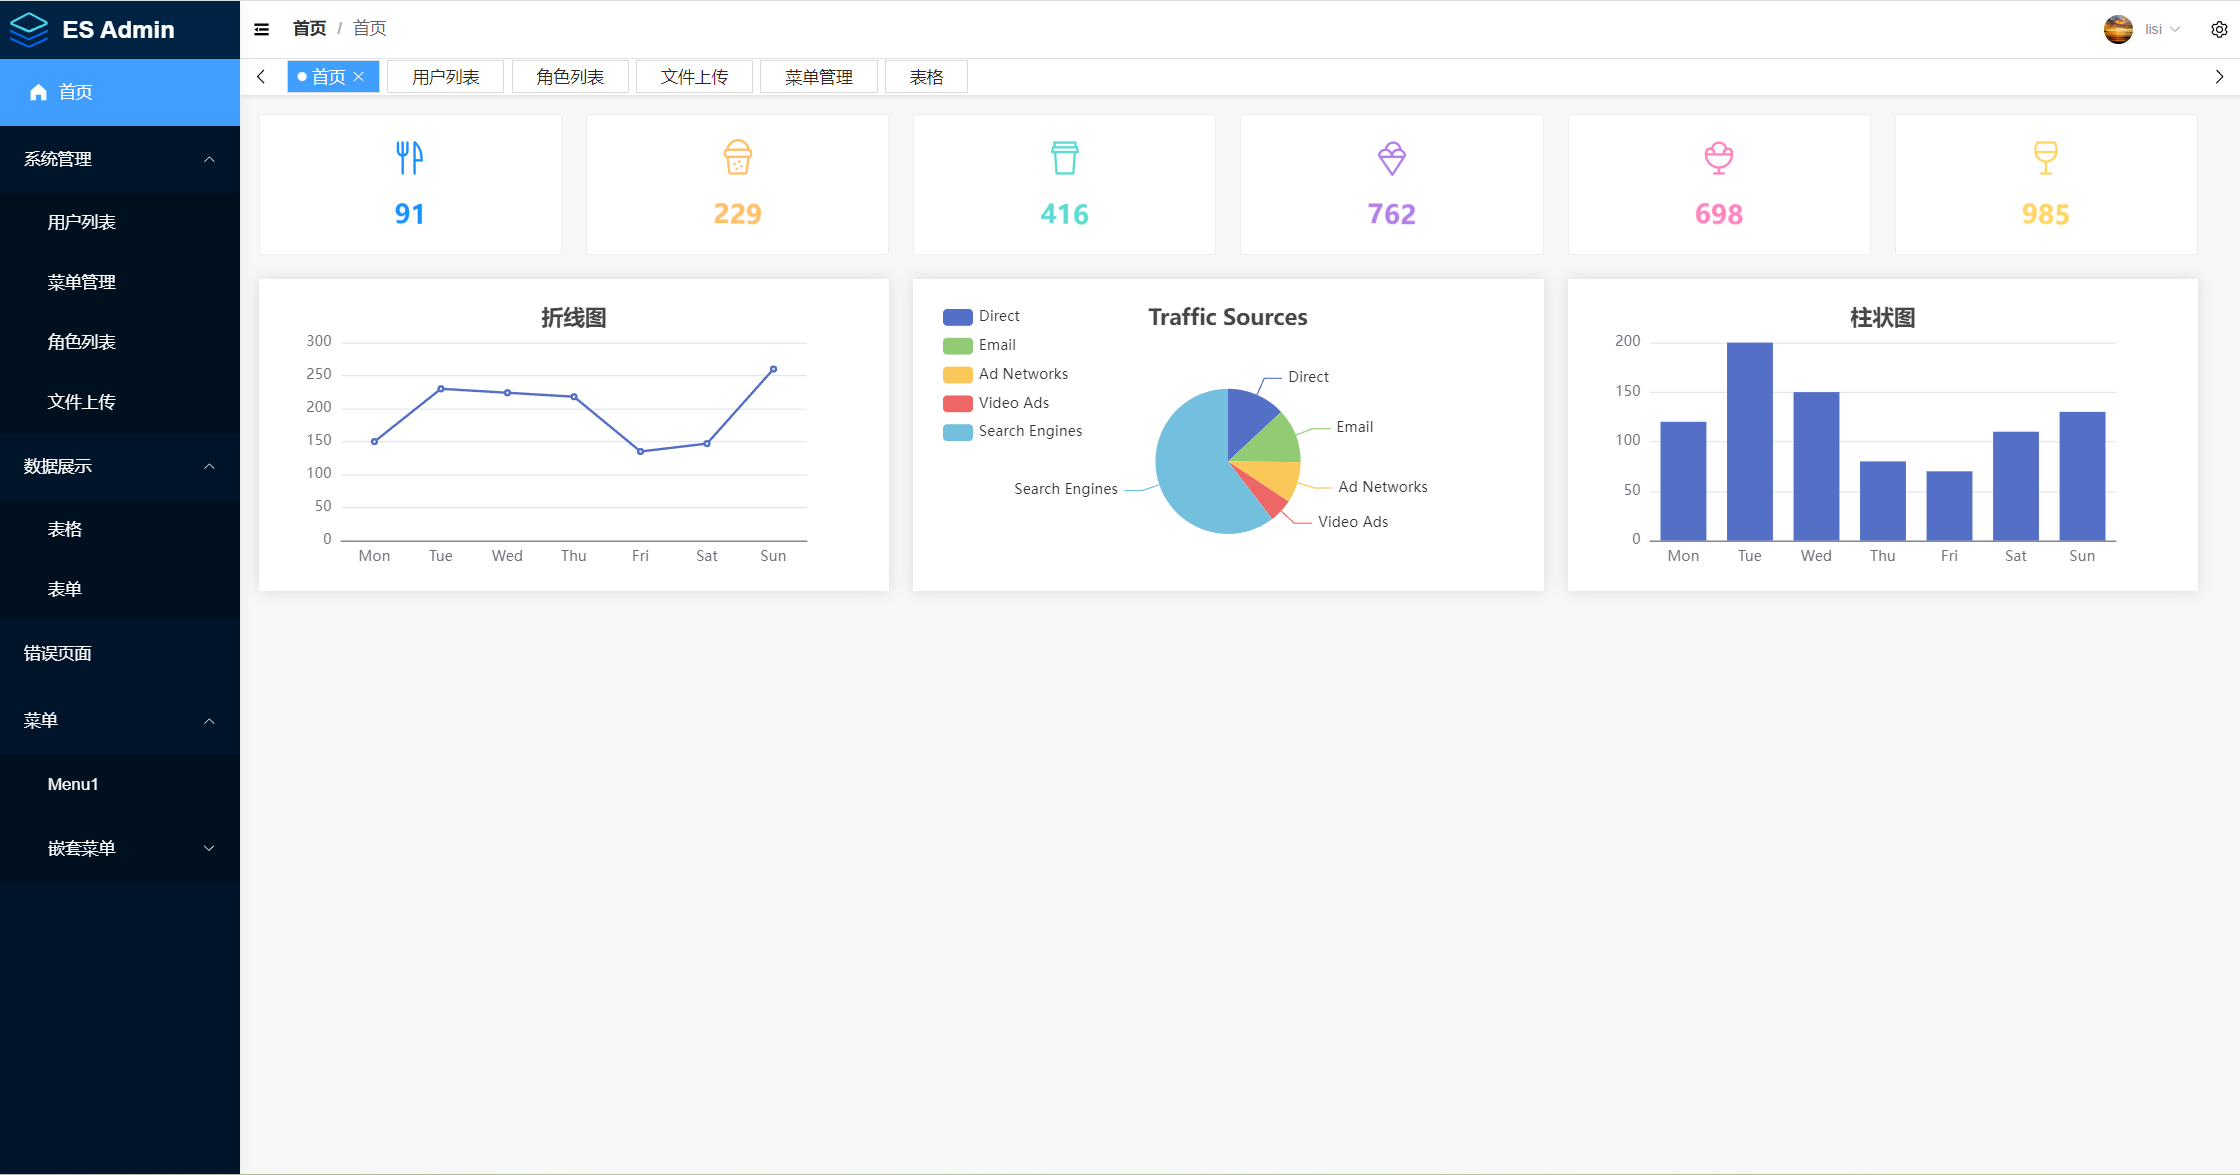 ES Admin
首页
系统管理
用户列表
菜单管理
角色列表
文件上传
数据展示
表格
表单
错误页面
菜单
Menu1
嵌套菜单
首页 / 首页
lisi
首页 用户列表 角色列表 文件上传 菜单管理 表格
91 229 416 762 698 985
折线图
300
250
200
150
100
50
0
Mon Tue Wed Thu Fri Sat Sun
Traffic Sources
Direct
Email
Ad Networks
Video Ads
Search Engines
Direct
Email
Ad Networks
Search Engines
Video Ads
柱状图
200
150
100
50
0
Mon Tue Wed Thu Fri Sat Sun